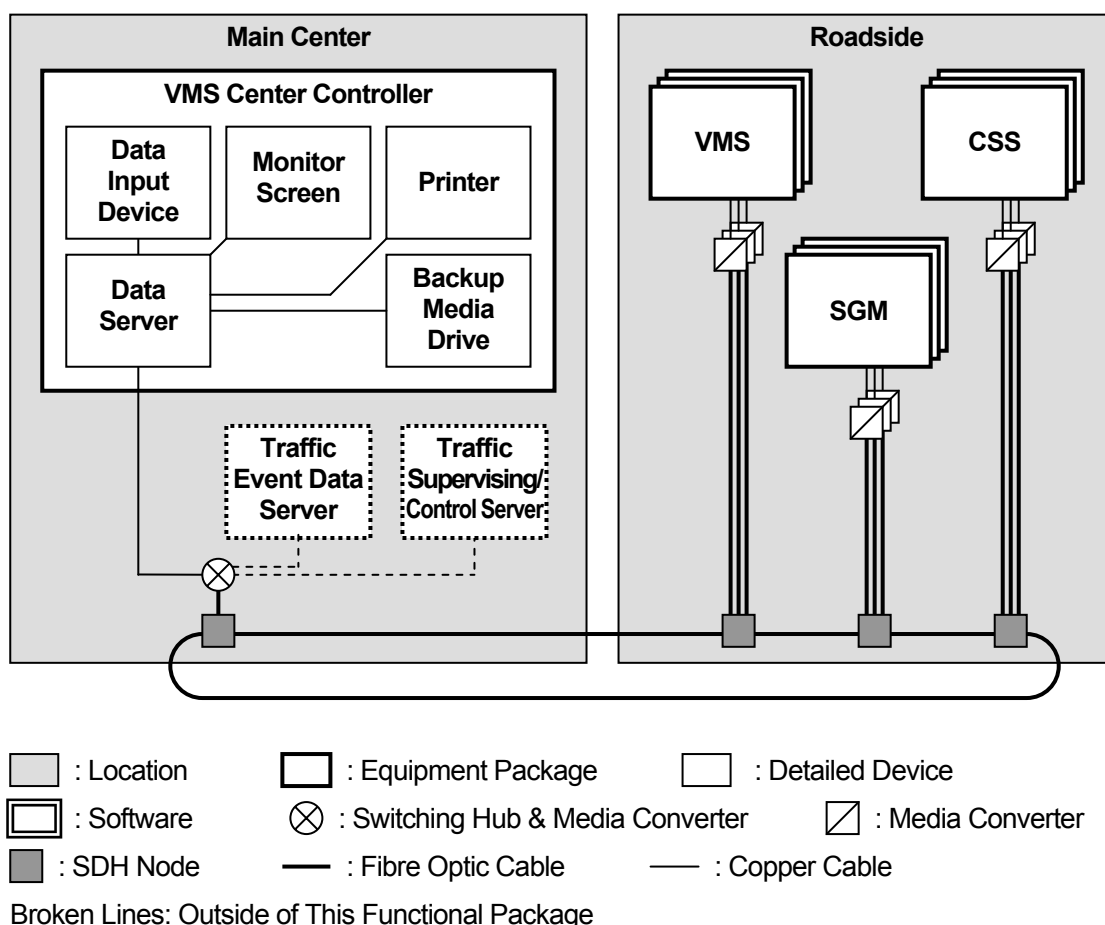 Main Center
Roadside
VMS Center Controller
Data
Input
Device
Monitor
Screen
Printer
Data
Server
Backup
Media
Drive
Traffic
Event Data
Server
Traffic
Supervising/
Control Server
VMS
CSS
SGM
: Location
: Equipment Package
: Detailed Device
: Software
: Switching Hub & Media Converter
: Media Converter
: SDH Node
: Fibre Optic Cable
: Copper Cable
Broken Lines: Outside of This Functional Package